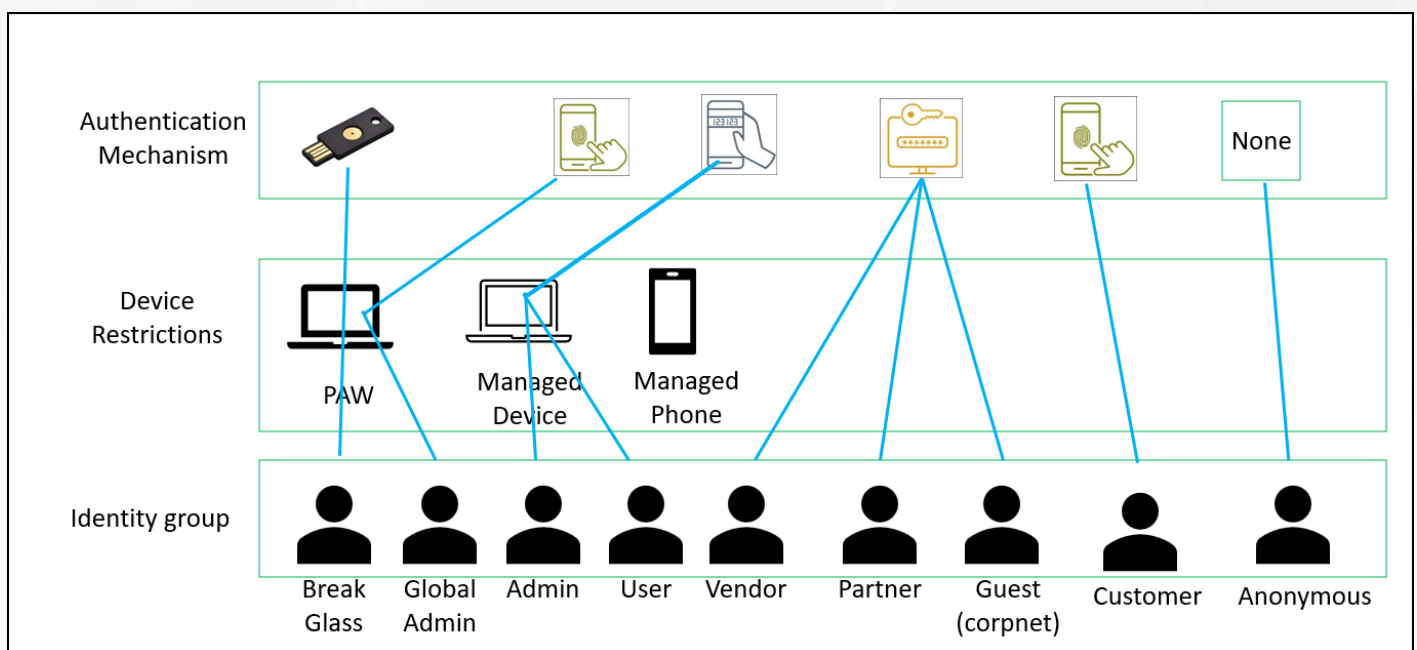 Authentication
Mechanism
123123
None
Device
Restrictions
PAW
Managed
Device
Managed
Phone
Identity group
Break
Glass
Global
Admin
Admin
User
Vendor
Partner
Guest
(corpnet)
Customer
Anonymous